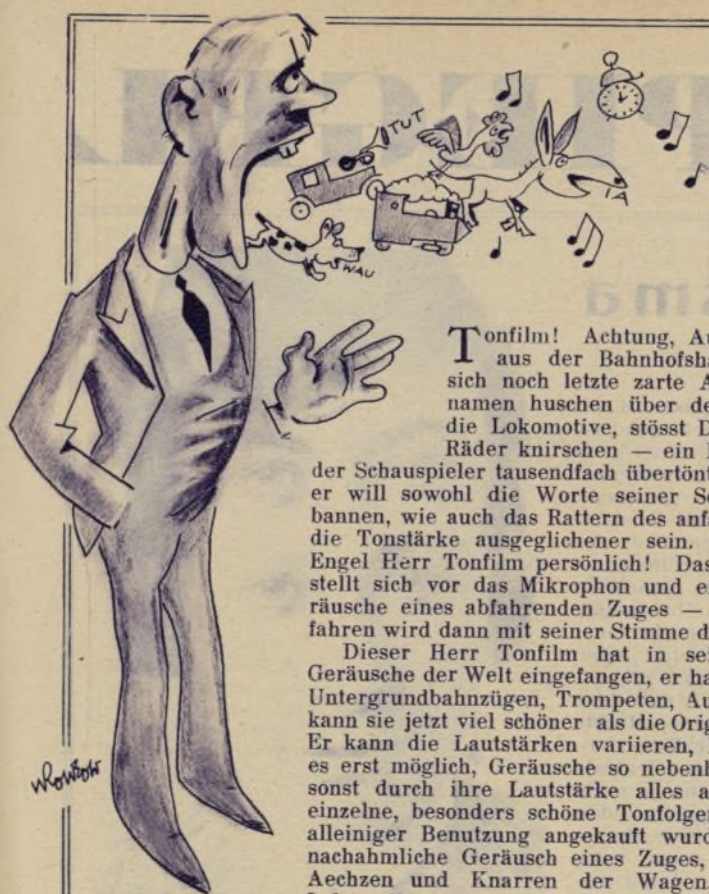 TUT
WAU
IA
Tonfilm! Achtung, Au
aus der Bahnhofsha
sich noch letzte zarte A
namen huschen über de
die Lokomotive, stösst D
Räder knirschen — ein
der Schauspieler tausendfach übertönt
er will sowohl die Worte seiner Sc
bannen, wie auch das Rattern des anf
die Tonstärke ausgeglichener sein.
Engel Herr Tonfilm persönlich! Das
stellt sich vor das Mikrophon und e
räusche eines abfahrenden Zuges —
fahren wird dann mit seiner Stimme d
Dieser Herr Tonfilm hat in sei
Geräusche der Welt eingefangen, er ha
Untergrundbahnzügen, Trompeten, Au
kann sie jetzt viel schöner als die Orig
Er kann die Lautstärken variieren,
es erst möglich, Geräusche so nebenh
sonst durch ihre Lautstärke alles a
einzelne, besonders schöne Tonfolgen
alleiniger Benutzung angekauft wurd
nachahmliche Geräusch eines Zuges,
Aechzen und Knarren der Wagen